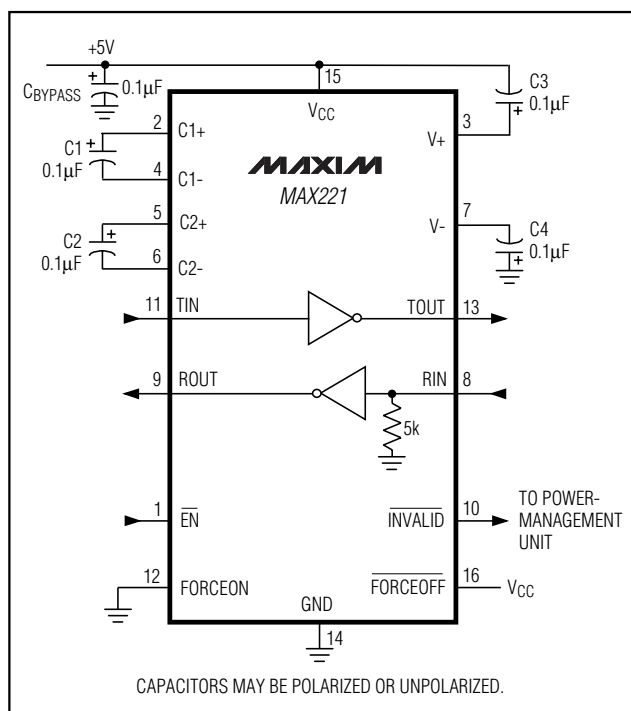 +5V
CBYPASS
+
0.1µF
15
VCC
C3
+
0.1µF
2
C1+
3
V+
C1
+
0.1µF
4
C1-
MAXIM
MAX221
5
C2+
7
V-
C2
+
0.1µF
6
C2-
C4
+
0.1µF
11
TIN
TOUT
13
9
ROUT
RIN
8
5k
1
EN
INVALID
10
TO POWER-
MANAGEMENT
UNIT
12
FORCEON
FORCEOFF
16
VCC
GND
14
CAPACITORS MAY BE POLARIZED OR UNPOLARIZED.